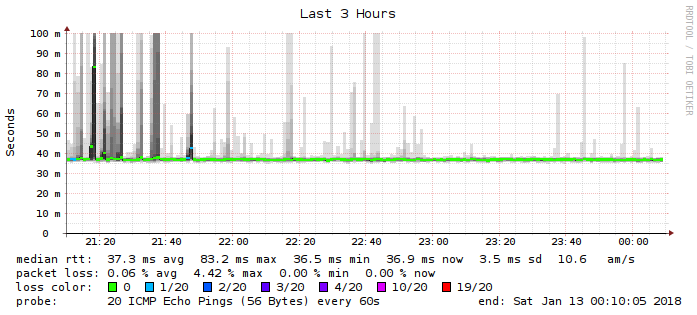 Last 3 Hours
RRDTOOL / TOBI OETIKER
Seconds
100 m
90 m
80 m
70 m
60 m
50 m
40 m
30 m
20 m
10 m
0
21:20 21:40 22:00 22:20 22:40 23:00 23:20 23:40 00:00
median rtt: 37.3 ms avg 83.2 ms max 36.5 ms min 36.9 ms now 3.5 ms sd 10.6 am/s
packet loss: 0.06 % avg 4.42 % max 0.00 % min 0.00 % now
loss color: 0 1/20 2/20 3/20 4/20 10/20 19/20
probe: 20 ICMP Echo Pings (56 Bytes) every 60s end: Sat Jan 13 00:10:05 2018